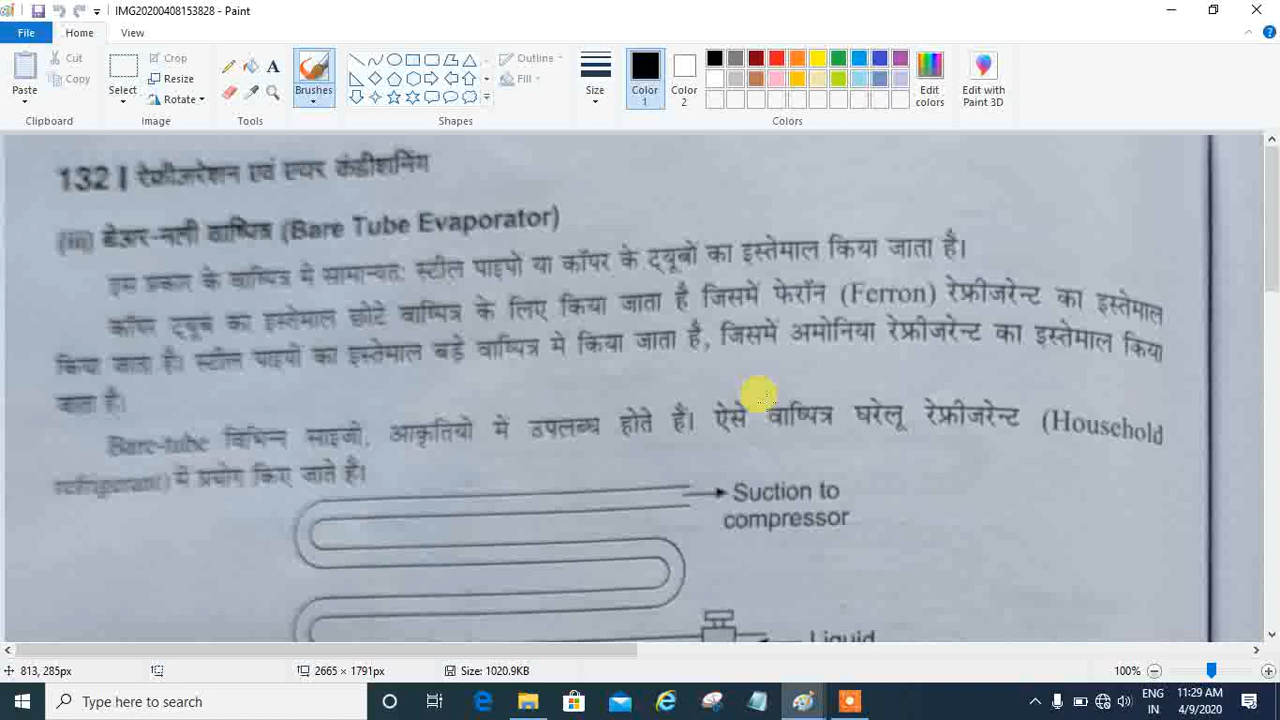 IMG20200408153828 - Paint
File Home View
Paste
Cut
Copy
Clipboard
Select
Crop
Resize
Rotate
Image
Tools
Brushes
Outline
Fill
Shapes
Size
Color 1
Color 2
Edit colors
Colors
Edit with Paint 3D
132 | रेफ्रीजरेशन एवं एयर कंडीशनिंग
(iii) बेअर-नली वाष्पित्र (Bare Tube Evaporator)
इस प्रकार के वाष्पित्र मे सामान्यतः स्टील पाइपो या कॉपर के ट्यूबों का इस्तेमाल किया जाता है।
कॉपर ट्यूब का इस्तेमाल छोटे वाष्पित्र के लिए किया जाता है जिसमे फेरॉन (Ferron) रेफ्रीजरेन्ट का इस्तेमाल
किया जाता है। स्टील पाइपो का इस्तेमाल बड़े वाष्पित्र मे किया जाता है, जिसमें अमोनिया रेफ्रीजरेन्ट का इस्तेमाल किया
जाता है।
Bare-tube विभिन्न साइजो, आकृतियो में उपलब्ध होते है। ऐसे वाष्पित्र घरेलू रेफ्रीजरेन्ट (Household
refrigerant) मे प्रयोग किए जाते है।
Suction to
compressor
Liquid
813, 285px
2665 × 1791px
Size: 1020.9KB
100%
Type here to search
ENG
IN
11:29 AM
4/9/2020